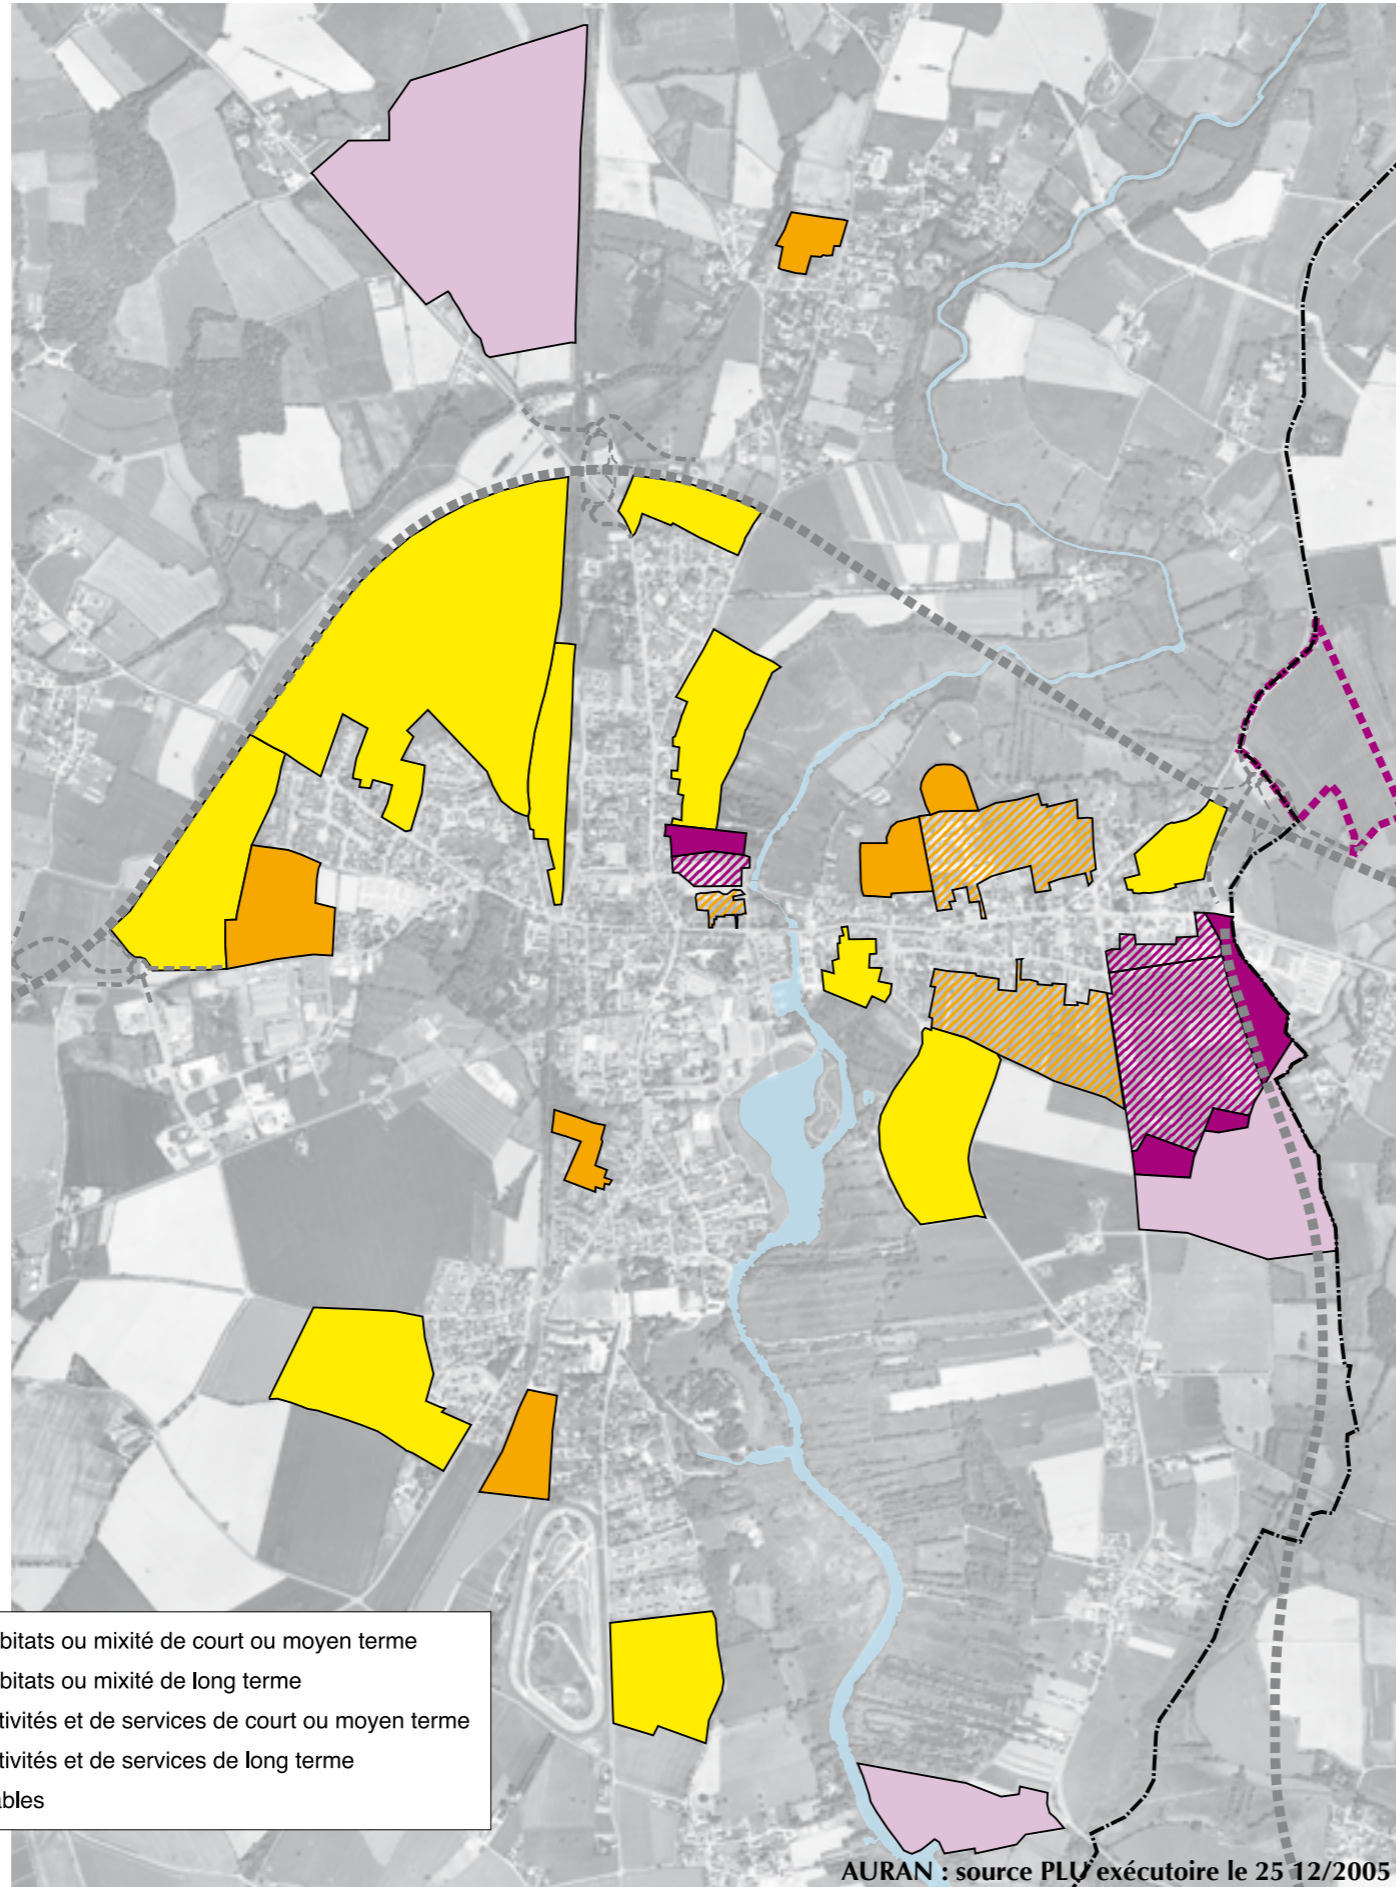 bitats ou mixité de court ou moyen terme
bitats ou mixité de long terme
tivités et de services de court ou moyen terme
tivités et de services de long terme
ables
AURAN : source PLU exécutoire le 25 12/2005